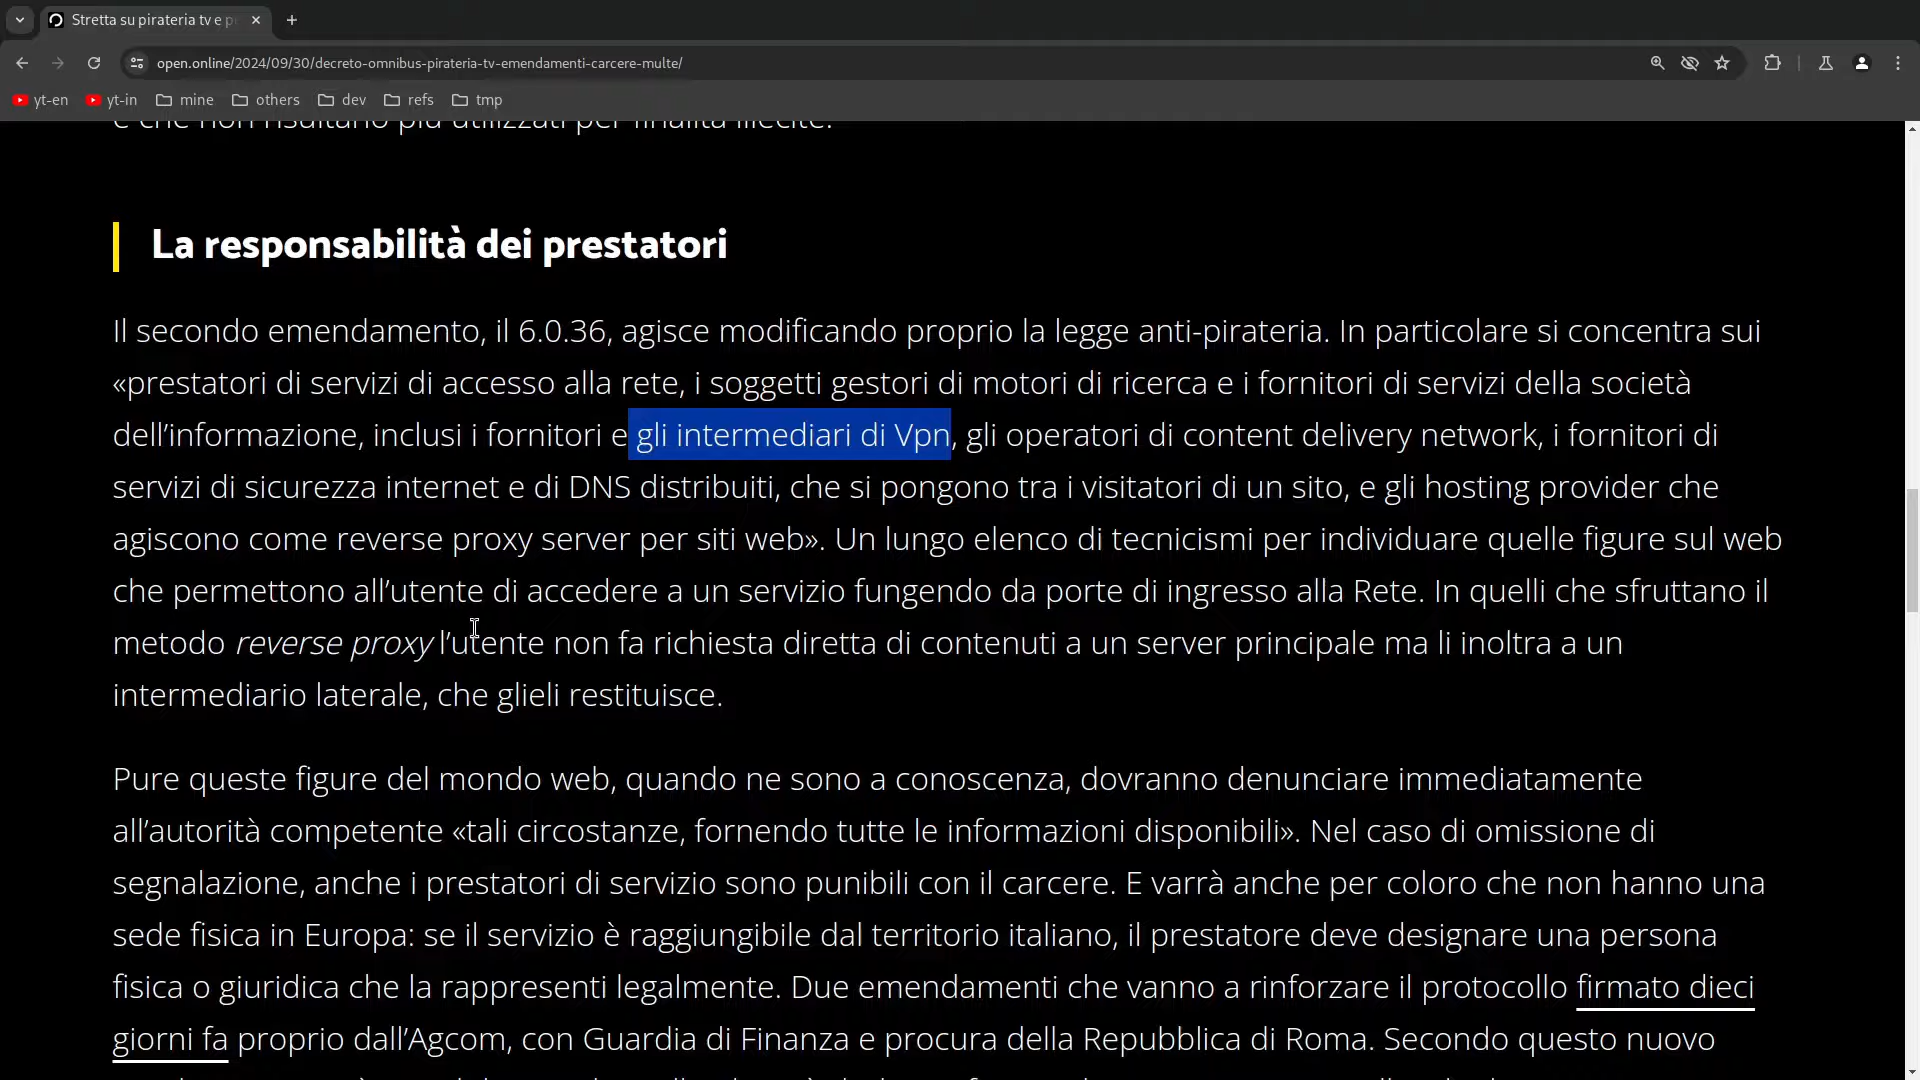 Stretta su pirateria tv e p
open.online/2024/09/30/decreto-omnibus-pirateria-tv-emendamenti-carcere-multe/
yt-en yt-in mine others dev refs tmp
e che non risultano più utilizzati per finalità illecite.
La responsabilità dei prestatori
Il secondo emendamento, il 6.0.36, agisce modificando proprio la legge anti-pirateria. In particolare si concentra sui
«prestatori di servizi di accesso alla rete, i soggetti gestori di motori di ricerca e i fornitori di servizi della società
dell’informazione, inclusi i fornitori e gli intermediari di Vpn, gli operatori di content delivery network, i fornitori di
servizi di sicurezza internet e di DNS distribuiti, che si pongono tra i visitatori di un sito, e gli hosting provider che
agiscono come reverse proxy server per siti web». Un lungo elenco di tecnicismi per individuare quelle figure sul web
che permettono all’utente di accedere a un servizio fungendo da porte di ingresso alla Rete. In quelli che sfruttano il
metodo reverse proxy l’utente non fa richiesta diretta di contenuti a un server principale ma li inoltra a un
intermediario laterale, che glieli restituisce.
Pure queste figure del mondo web, quando ne sono a conoscenza, dovranno denunciare immediatamente
all’autorità competente «tali circostanze, fornendo tutte le informazioni disponibili». Nel caso di omissione di
segnalazione, anche i prestatori di servizio sono punibili con il carcere. E varrà anche per coloro che non hanno una
sede fisica in Europa: se il servizio è raggiungibile dal territorio italiano, il prestatore deve designare una persona
fisica o giuridica che la rappresenti legalmente. Due emendamenti che vanno a rinforzare il protocollo firmato dieci
giorni fa proprio dall’Agcom, con Guardia di Finanza e procura della Repubblica di Roma. Secondo questo nuovo